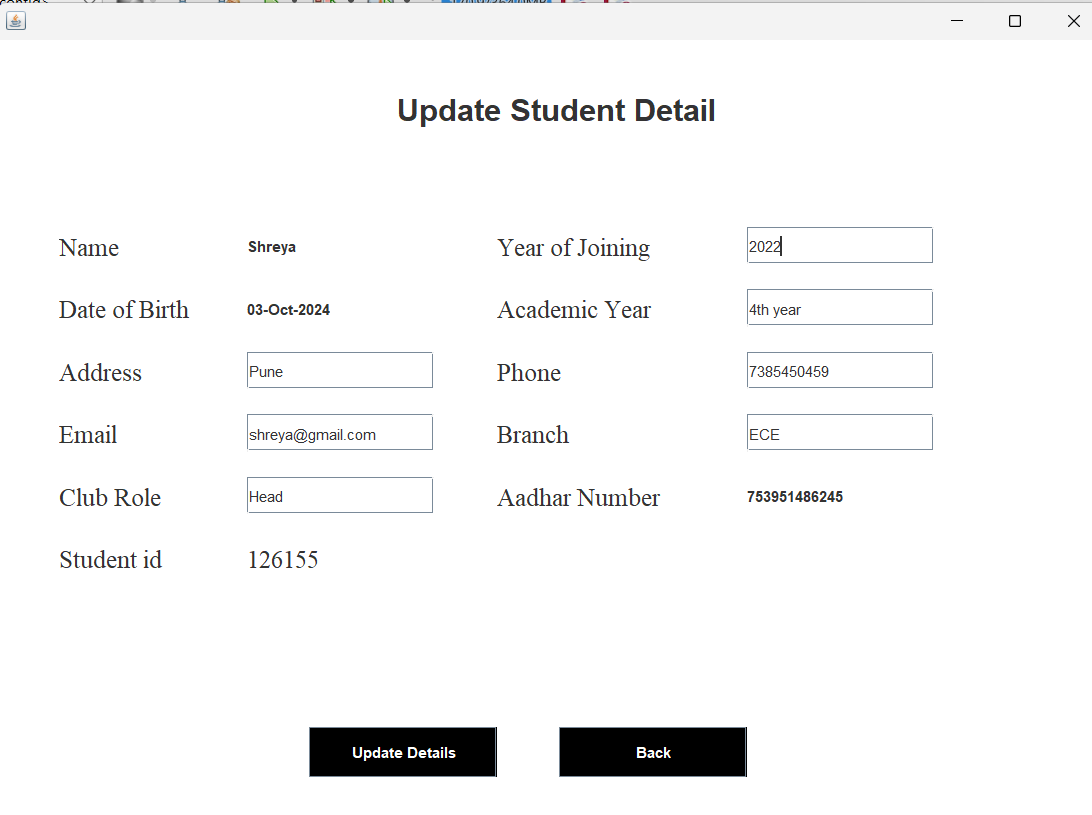 Update Student Detail
Name Shreya Year of Joining 2022
Date of Birth 03-Oct-2024 Academic Year 4th year
Address Pune Phone 7385450459
Email shreya@gmail.com Branch ECE
Club Role Head Aadhar Number 753951486245
Student id 126155
Update Details Back